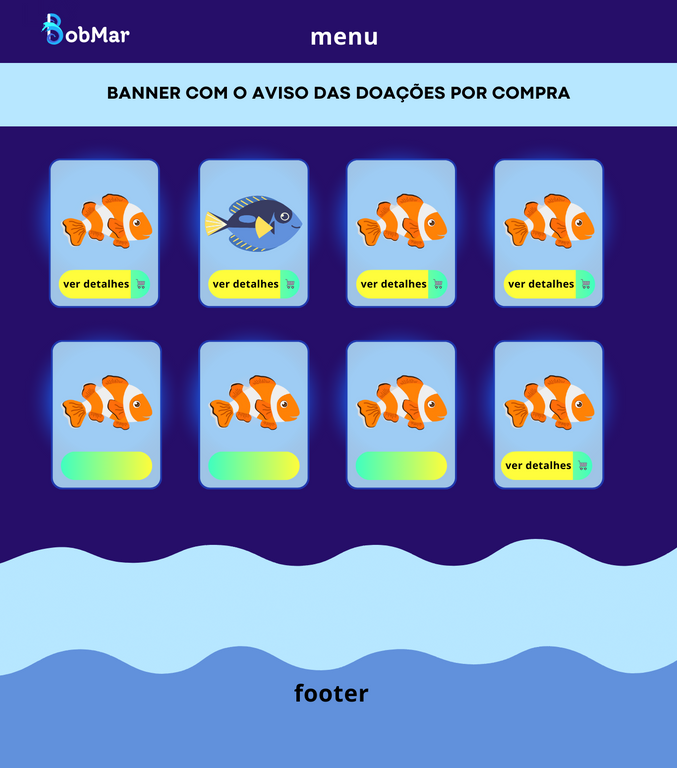 BobMar
menu
BANNER COM O AVISO DAS DOAÇÕES POR COMPRA
ver detalhes
ver detalhes
ver detalhes
ver detalhes
ver detalhes
footer